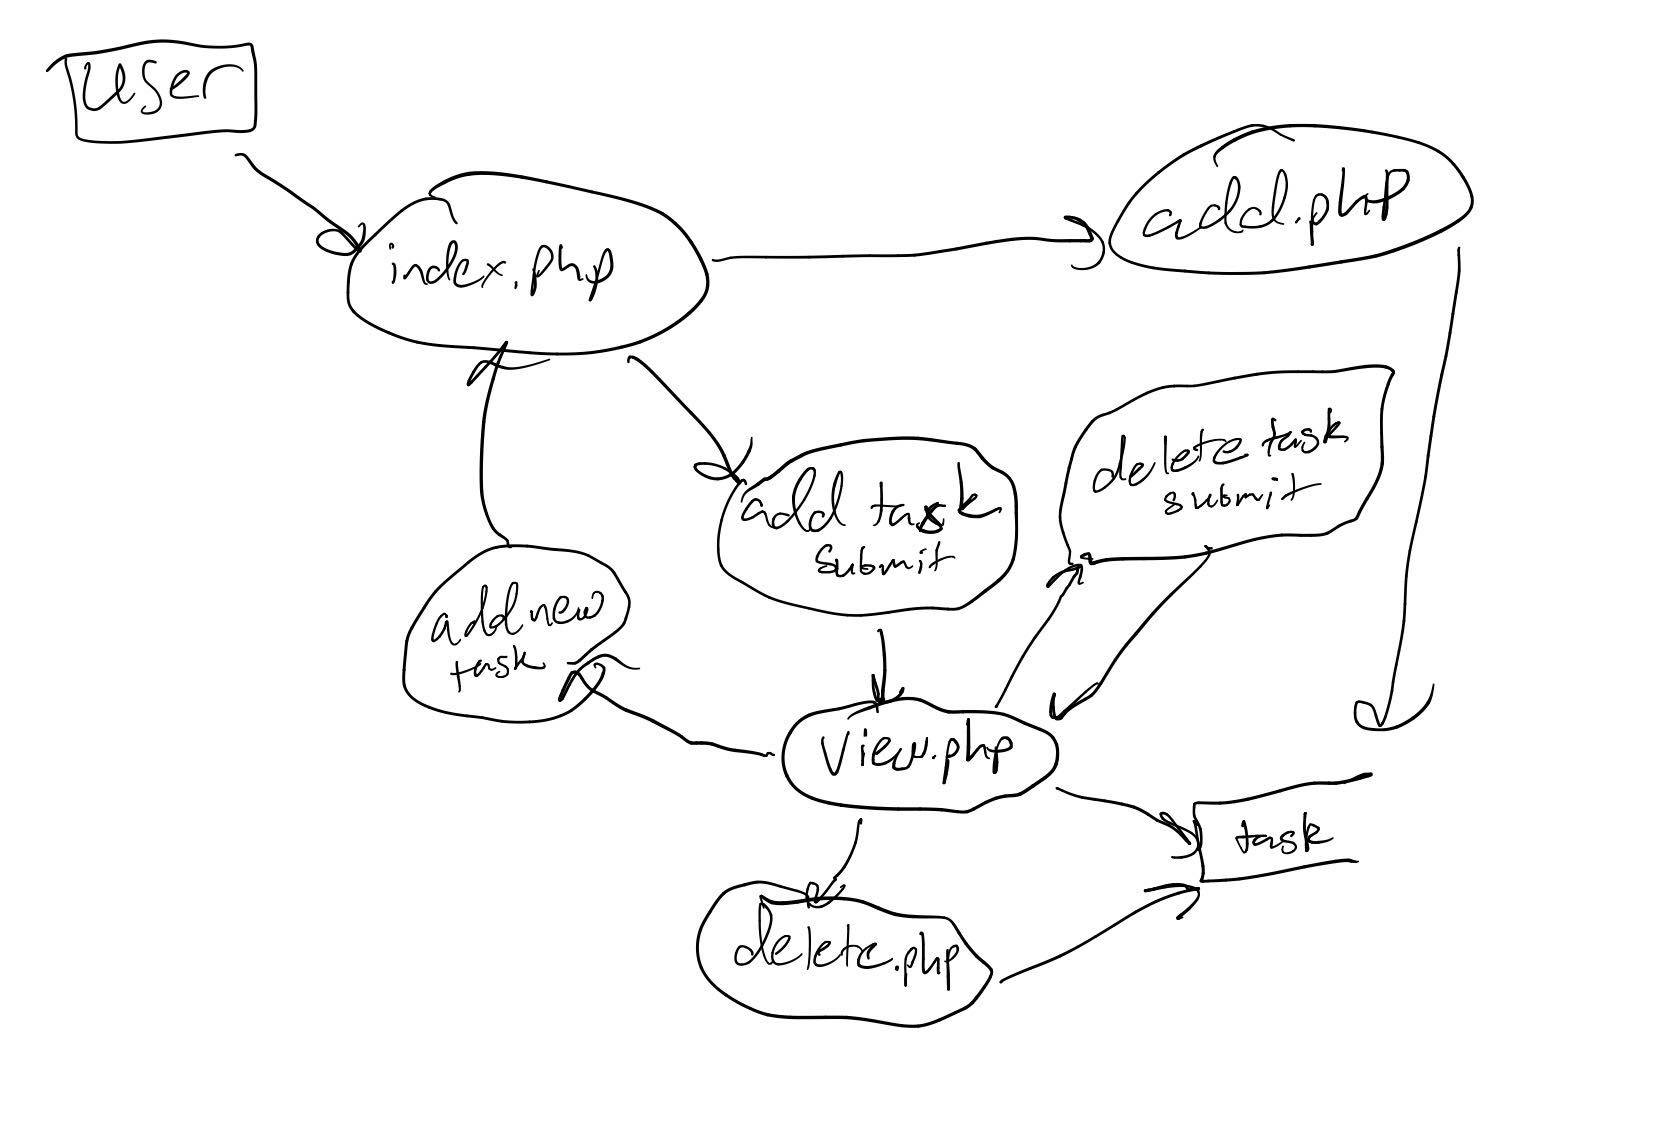 user
add.php
index.php
delete task
submit
add task
submit
add new
task
view.php
task
delete.php